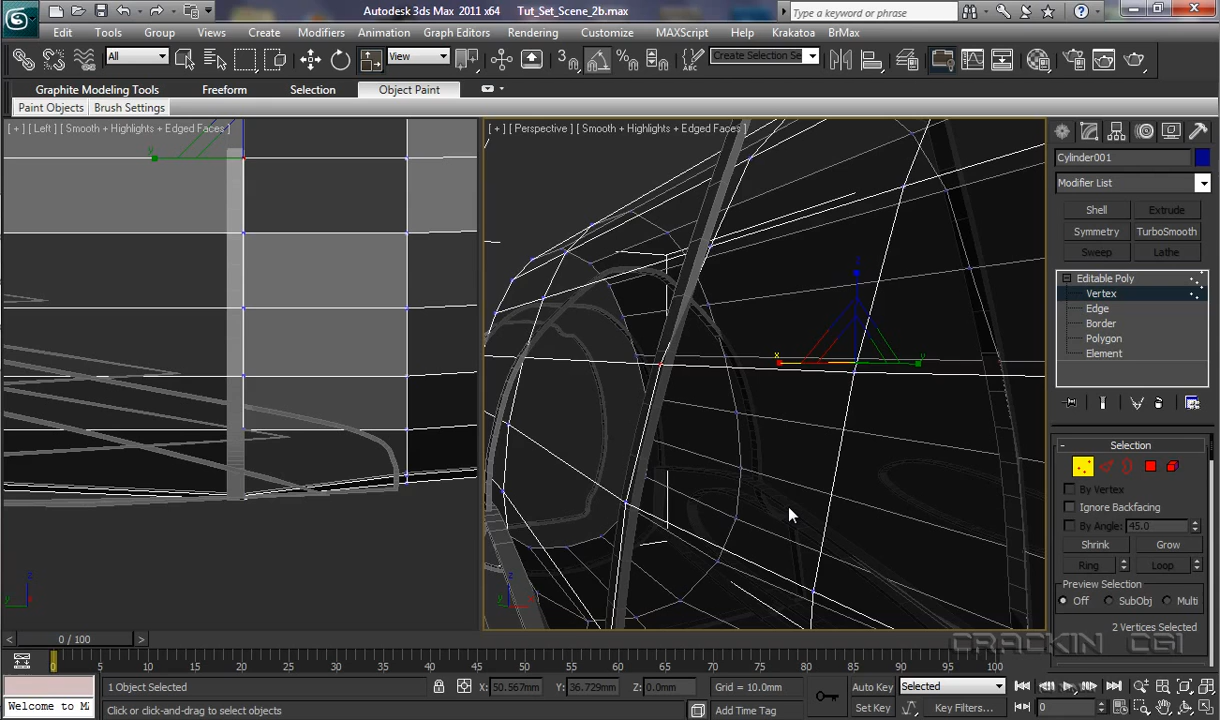 Autodesk 3ds Max 2011 x64 Tut_Set_Scene_2b.max
Type a keyword or phrase
Edit Tools Group Views Create Modifiers Animation Graph Editors Rendering Customize MAXScript Help Krakatoa BrMax
All View Create Selection Se
Graphite Modeling Tools Freeform Selection Object Paint
Paint Objects Brush Settings
[ + ] [ Left ] [ Smooth + Highlights + Edged Faces ]
[ + ] [ Perspective ] [ Smooth + Highlights + Edged Faces ]
Cylinder001
Modifier List
Shell Extrude
Symmetry TurboSmooth
Sweep Lathe
Editable Poly
Vertex
Edge
Border
Polygon
Element
y
z
x y
Selection
By Vertex
Ignore Backfacing
By Angle: 45.0
Shrink Grow
Ring Loop
Preview Selection
Off SubObj Multi
2 Vertices Selected
CRACKIN CGI
0 / 100
0 5 10 15 20 25 30 35 40 45 50 55 60 65 70 75 80 85 90 95 100
1 Object Selected X: 50.567mm Y: 36.729mm Z: 0.0mm Grid = 10.0mm Auto Key Selected
Welcome to MA Click or click-and-drag to select objects Add Time Tag Set Key Key Filters... 0